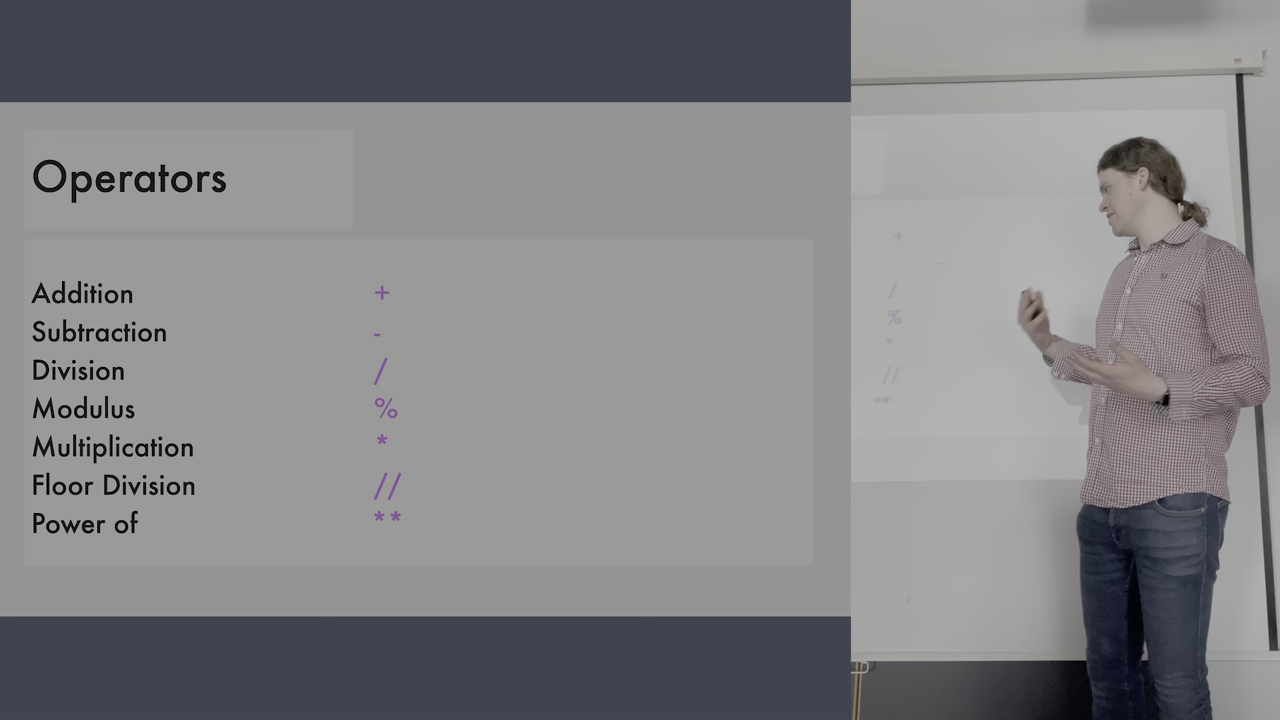 Operators
Addition +
Subtraction -
Division /
Modulus %
Multiplication *
Floor Division //
Power of **
+
-
/
%
*
//
**